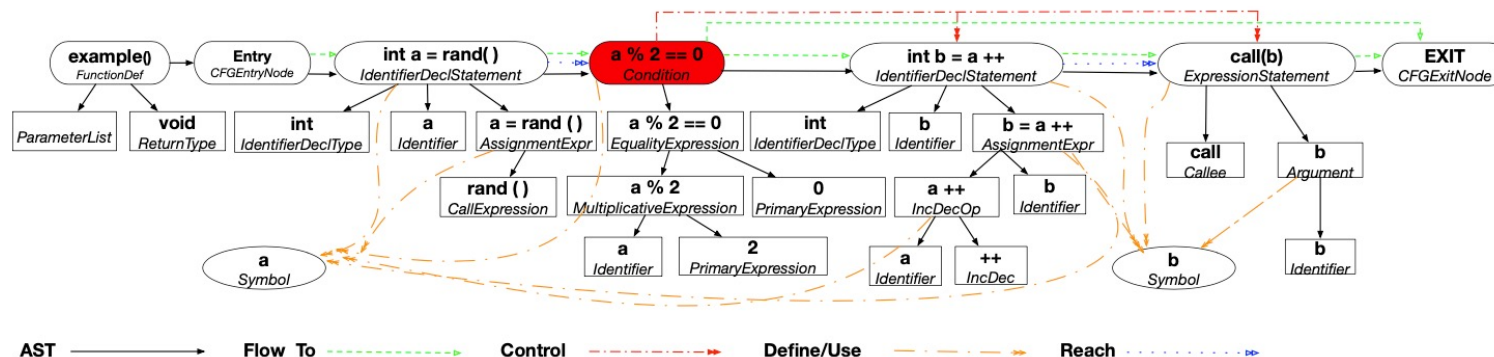 example()
FunctionDef
Entry
CFGEntryNode
int a = rand( )
IdentifierDeclStatement
a % 2 == 0
Condition
int b = a ++
IdentifierDeclStatement
call(b)
ExpressionStatement
EXIT
CFGExitNode
ParameterList
void
ReturnType
int
IdentifierDeclType
a
Identifier
a = rand ( )
AssignmentExpr
a % 2 == 0
EqualityExpression
int
IdentifierDeclType
b
Identifier
b = a ++
AssignmentExpr
call
Callee
b
Argument
rand ( )
CallExpression
a % 2
MultiplicativeExpression
0
PrimaryExpression
a ++
IncDecOp
b
Identifier
a
Symbol
a
Identifier
2
PrimaryExpression
a
Identifier
++
IncDec
b
Symbol
b
Identifier
AST
Flow To
Control
Define/Use
Reach